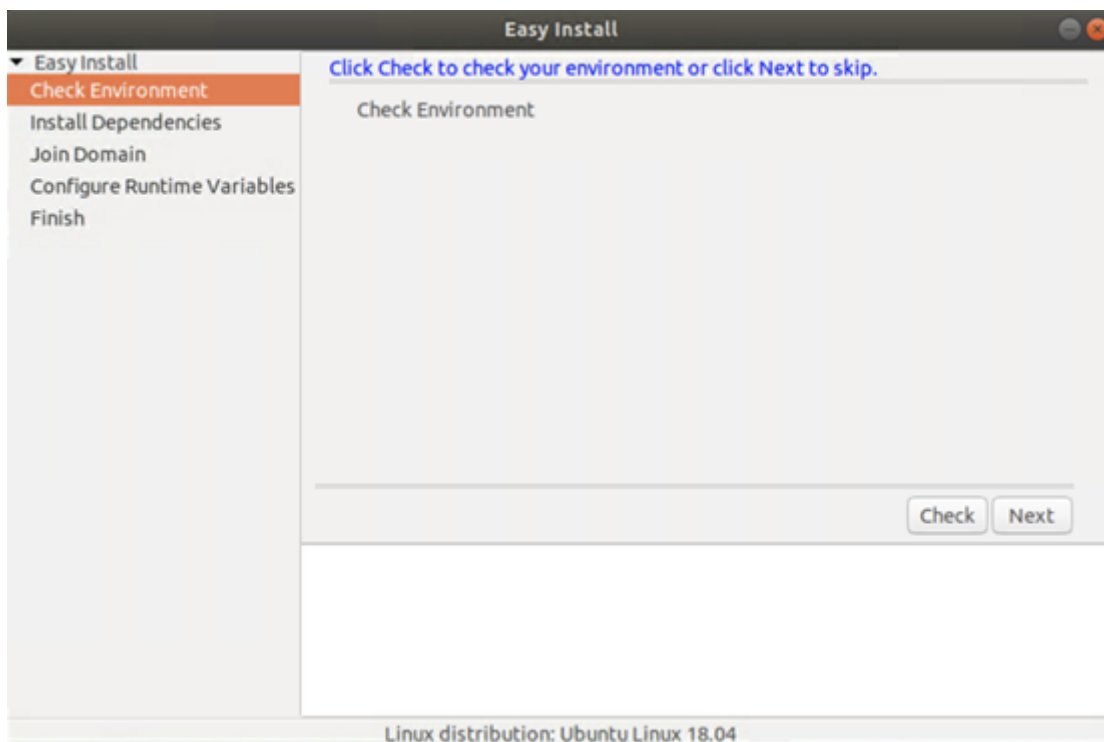 Easy Install
Easy Install
Check Environment
Install Dependencies
Join Domain
Configure Runtime Variables
Finish
Click Check to check your environment or click Next to skip.
Check Environment
Check
Next
Linux distribution: Ubuntu Linux 18.04